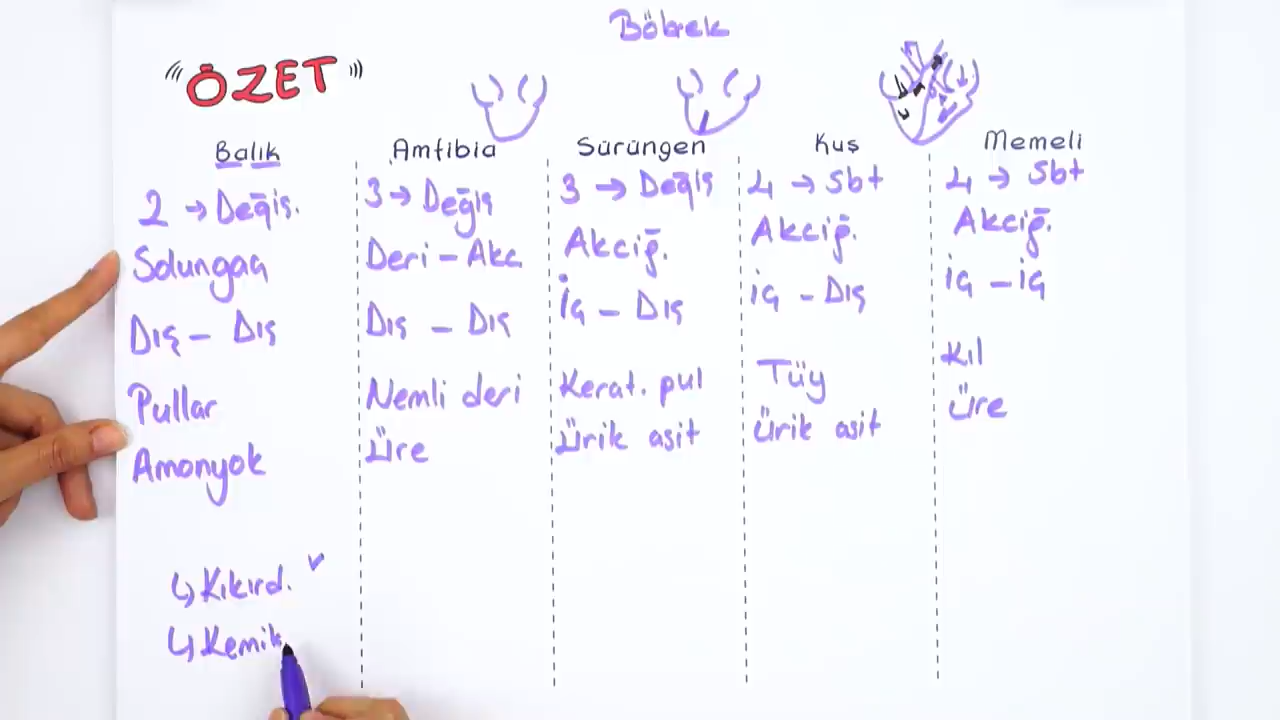 Böbrek
"ÖZET"
Balık
2 → Değiş.
Solungaç
Dış - Dış
Pullar
Amonyak
↳ Kıkırd. ✓
↳ Kemik
Amfibia
3 → Değiş
Deri - Akc
Dış - Dış
Nemli deri
Üre
Sürüngen
3 → Değiş
Akciğ.
İç - Dış
Kerat. pul
Ürik asit
Kuş
4 → Sbt
Akciğ.
İç - Dış
Tüy
Ürik asit
Memeli
4 → Sbt
Akciğ.
İç - İç
Kıl
Üre